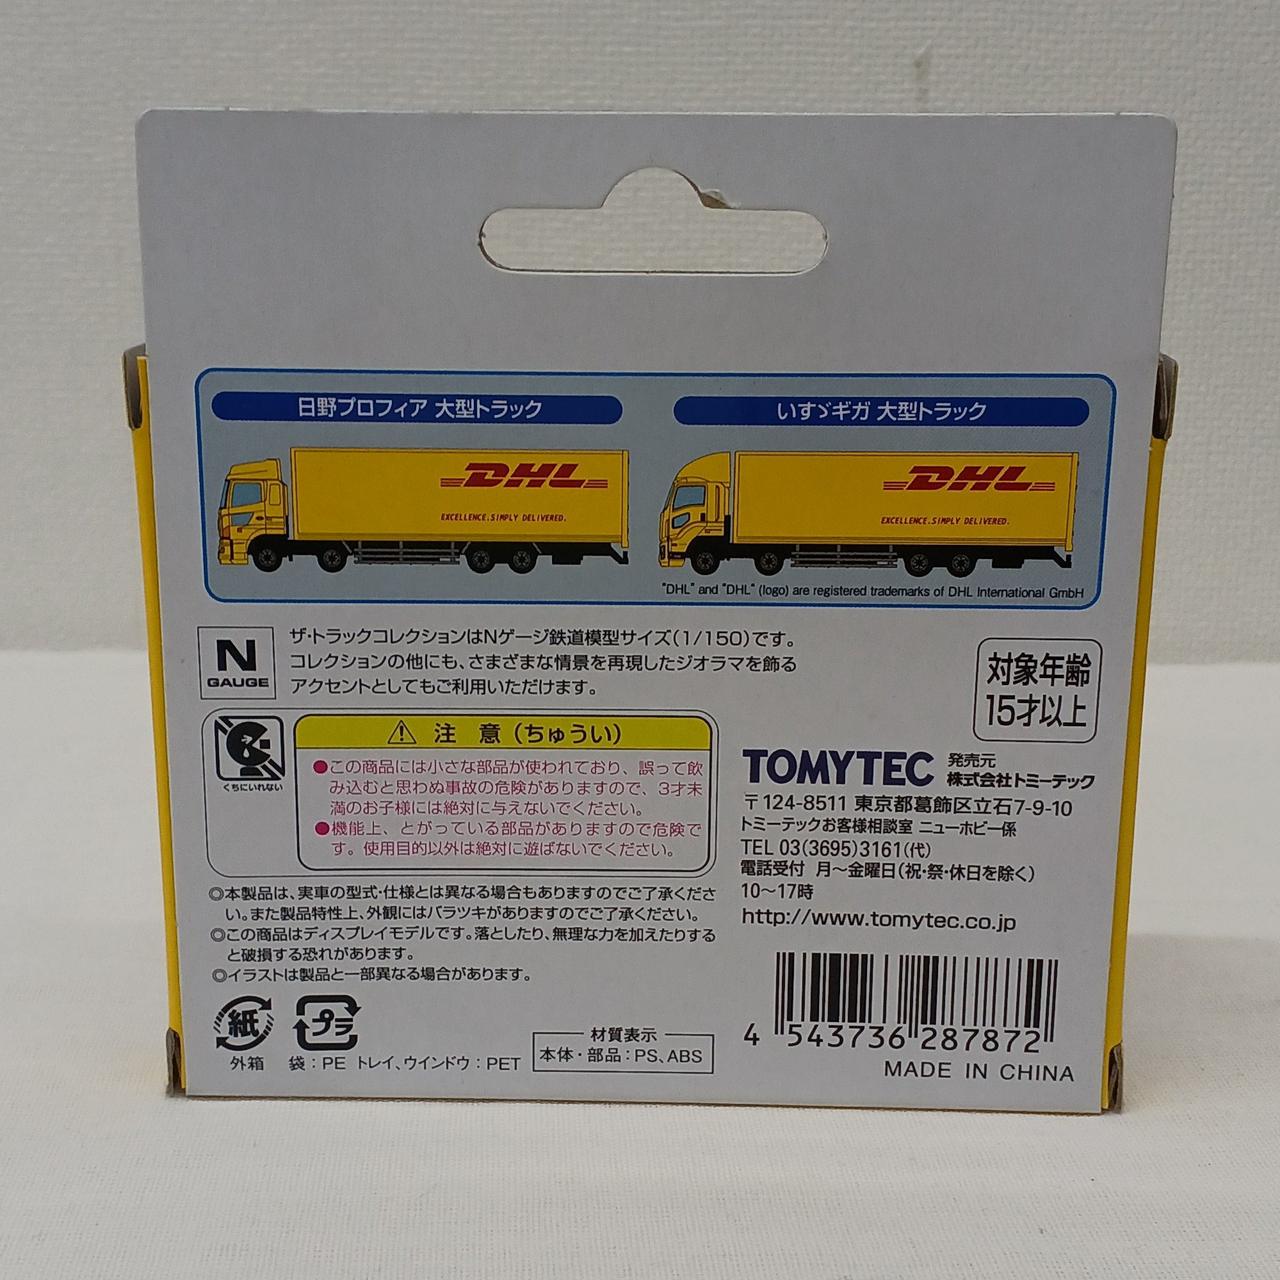 日野プロフィア 大型トラック
DHL
EXCELLENCE. SIMPLY DELIVERED.
いすゞギガ 大型トラック
DHL
EXCELLENCE. SIMPLY DELIVERED.
"DHL" and "DHL" (logo) are registered trademarks of DHL International GmbH
N
GAUGE
ザ・トラックコレクションはNゲージ鉄道模型サイズ(1/150)です。
コレクションの他にも、さまざまな情景を再現したジオラマを飾る
アクセントとしてもご利用いただけます。
対象年齢
15才以上
くちにいれない
注 意(ちゅうい)
●この商品には小さな部品が使われており、誤って飲
み込むと思わぬ事故の危険がありますので、3才未
満のお子様には絶対に与えないでください。
●機能上、とがっている部品がありますので危険で
す。使用目的以外は絶対に遊ばないでください。
◎本製品は、実車の型式・仕様とは異なる場合もありますのでご了承くださ
い。また製品特性上、外観にはバラツキがありますのでご了承ください。
◎この商品はディスプレイモデルです。落としたり、無理な力を加えたりする
と破損する恐れがあります。
◎イラストは製品と一部異なる場合があります。
TOMYTEC
発売元
株式会社トミーテック
〒124-8511 東京都葛飾区立石7-9-10
トミーテックお客様相談室 ニューホビー係
TEL 03(3695)3161(代)
電話受付 月〜金曜日(祝・祭・休日を除く)
10〜17時
http://www.tomytec.co.jp
紙
外箱
プラ
袋:PE トレイ、ウインドウ:PET
材質表示
本体・部品:PS、ABS
4 543736 287872
MADE IN CHINA